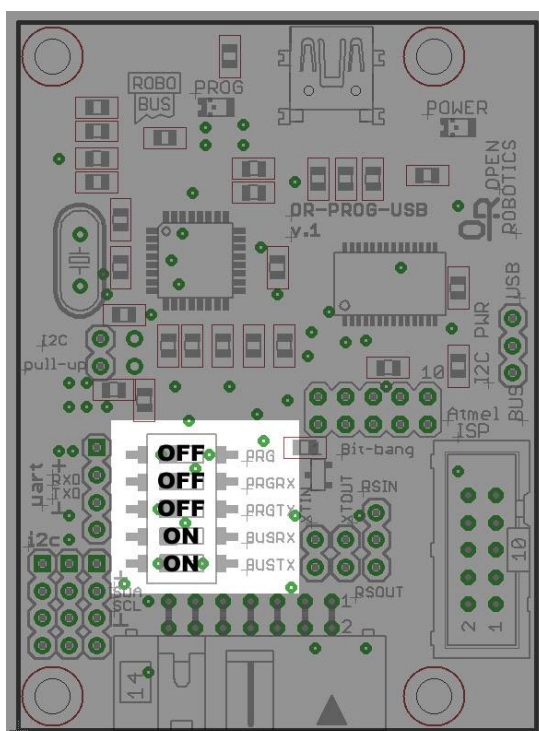 ROBO
BUS
PROG
POWER
OPEN
ROBOTICS
OR
OR-PROG-USB
v.1
USB
PWR
I2C
BUS
I2C
pull-up
10
Atmel
ISP
Bit-bang
OFF PRG
OFF PRGRX
OFF PRGTX
ON BUSRX
ON BUSTX
uart
+
RXD
TXD
XTIN
XTOUT
RSIN
RSOUT
10
2 1
i2c
+
SDA
SCL
1
2
14